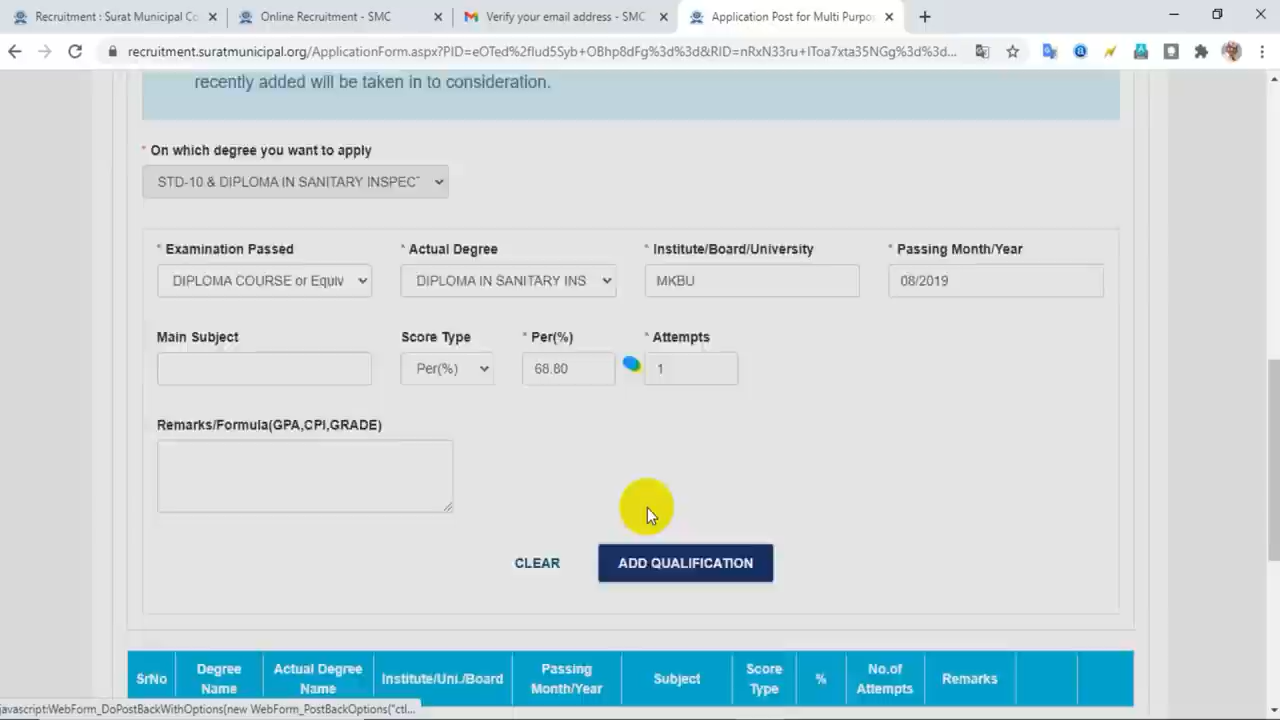 Recruitment : Surat Municipal Co
Online Recruitment - SMC
Verify your email address - SMC
Application Post for Multi Purpo
recruitment.suratmunicipal.org/ApplicationForm.aspx?PID=eOTed%2flud5Syb+OBhp8dFg%3d%3d&RID=nRxN33ru+IToa7xta35NGg%3d%3d...
recently added will be taken in to consideration.
* On which degree you want to apply
STD-10 & DIPLOMA IN SANITARY INSPEC
* Examination Passed
* Actual Degree
* Institute/Board/University
* Passing Month/Year
DIPLOMA COURSE or Equiv
DIPLOMA IN SANITARY INS
MKBU
08/2019
Main Subject
Score Type
* Per(%)
* Attempts
Per(%)
68.80
1
Remarks/Formula(GPA,CPI,GRADE)
CLEAR
ADD QUALIFICATION
SrNo
Degree
Name
Actual Degree
Name
Institute/Uni./Board
Passing
Month/Year
Subject
Score
Type
%
No.of
Attempts
Remarks
javascript:WebForm_DoPostBackWithOptions(new WebForm_PostBackOptions("ctl...